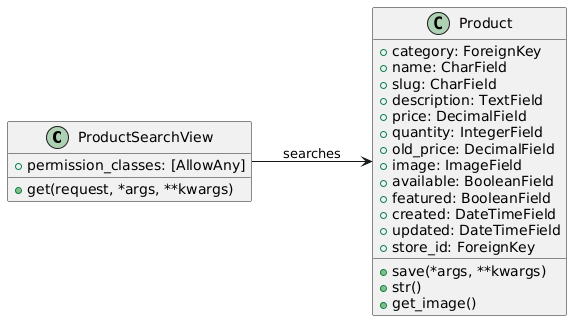 C ProductSearchView
permission_classes: [AllowAny]
get(request, *args, **kwargs)
searches
C Product
category: ForeignKey
name: CharField
slug: CharField
description: TextField
price: DecimalField
quantity: IntegerField
old_price: DecimalField
image: ImageField
available: BooleanField
featured: BooleanField
created: DateTimeField
updated: DateTimeField
store_id: ForeignKey
save(*args, **kwargs)
str()
get_image()